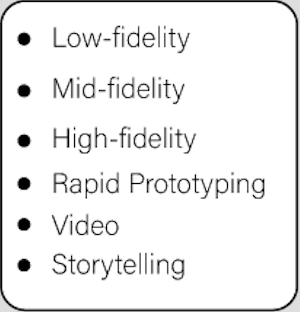 • Low-fidelity
• Mid-fidelity
• High-fidelity
• Rapid Prototyping
• Video
• Storytelling